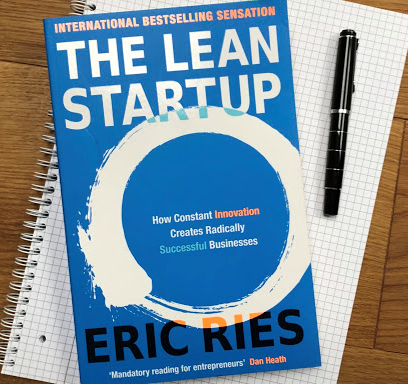 INTERNATIONAL BESTSELLING SENSATION
THE LEAN
STARTUP
How Constant Innovation
Creates Radically
Successful Businesses
ERIC RIES
'Mandatory reading for entrepreneurs' Dan Heath